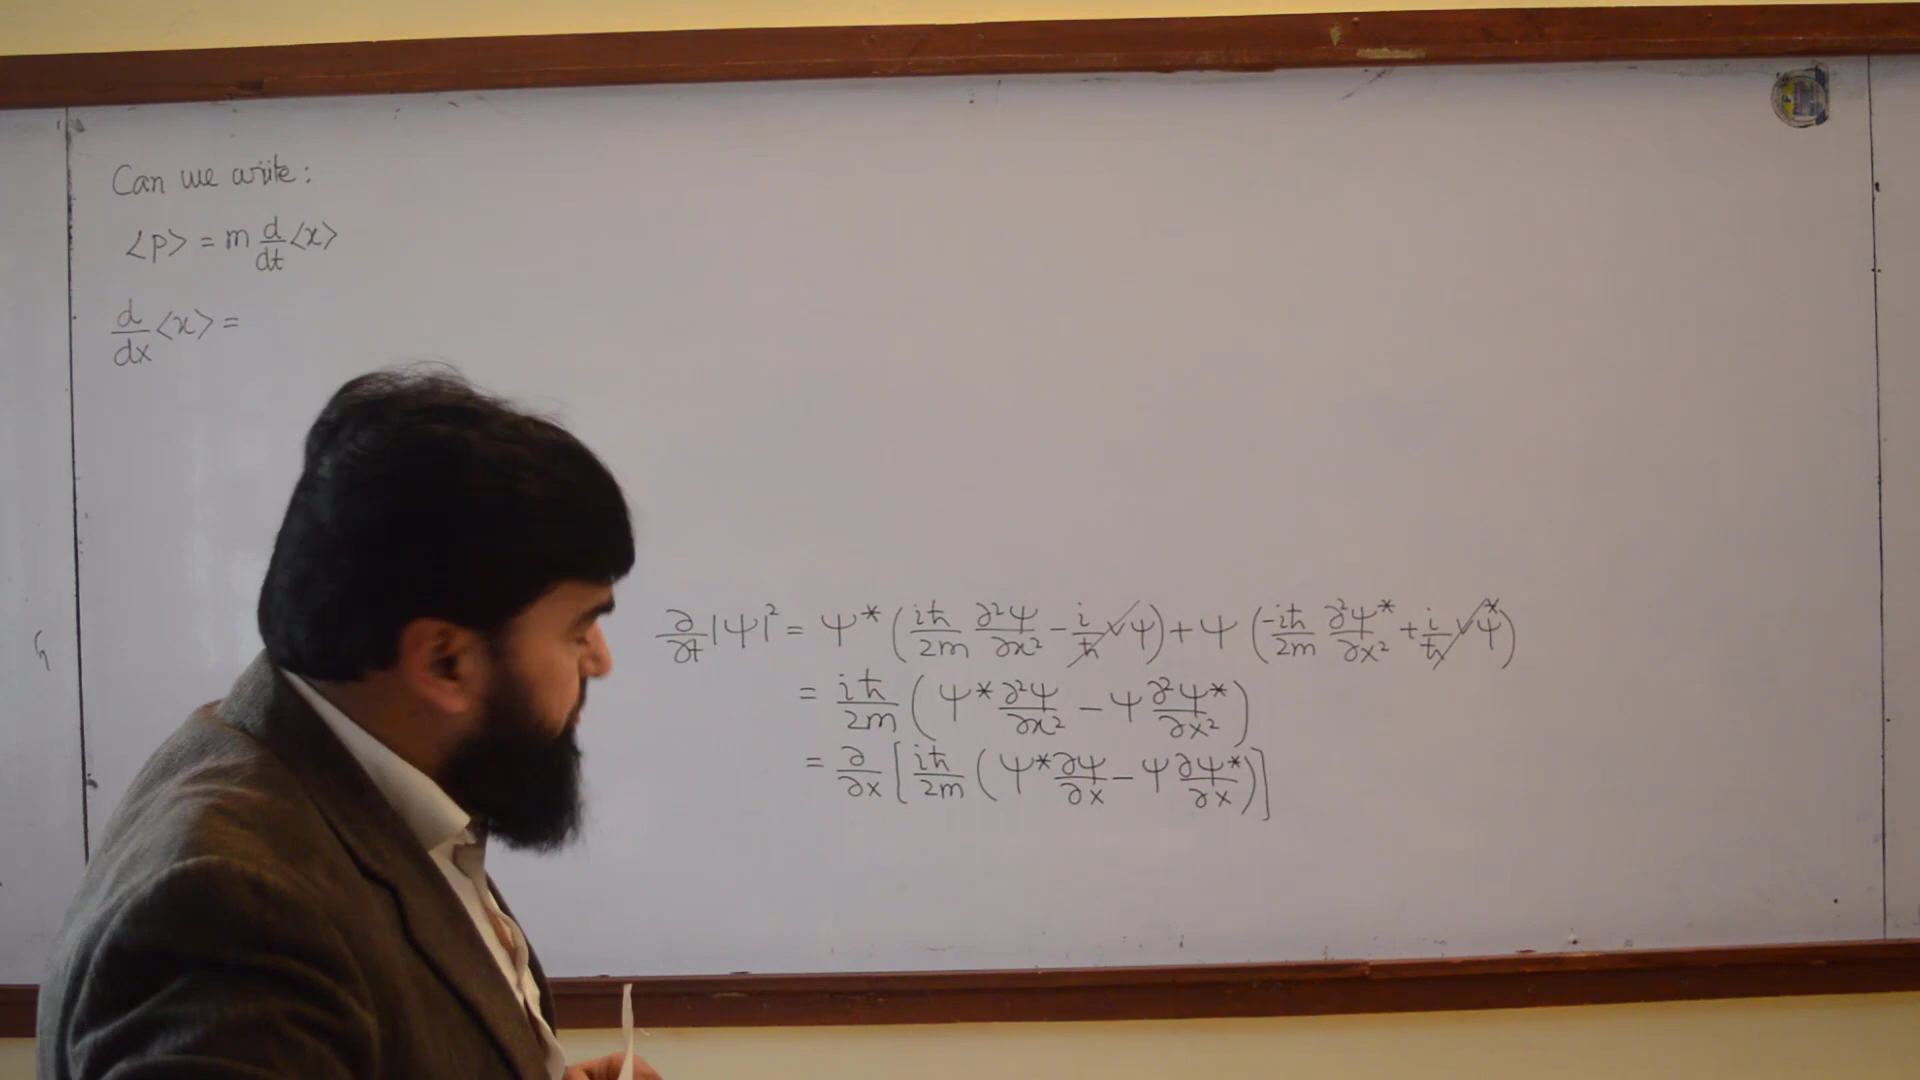 Can we write:
⟨p⟩ = m d/dt ⟨x⟩
d/dx ⟨x⟩ =
∂/∂t |Ψ|² = Ψ* (iħ/2m ∂²Ψ/∂x² − i/ħ VΨ) + Ψ (−iħ/2m ∂²Ψ*/∂x² + i/ħ VΨ*)
= iħ/2m (Ψ* ∂²Ψ/∂x² − Ψ ∂²Ψ*/∂x²)
= ∂/∂x [iħ/2m (Ψ* ∂Ψ/∂x − Ψ ∂Ψ*/∂x)]